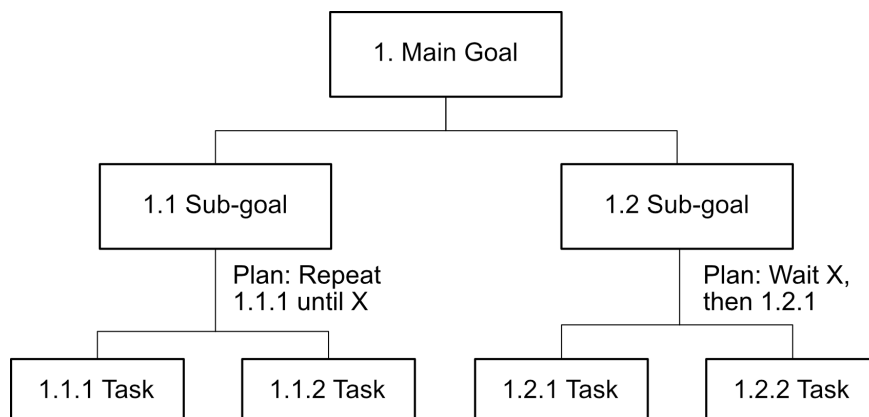 1. Main Goal
1.1 Sub-goal
1.2 Sub-goal
Plan: Repeat
1.1.1 until X
Plan: Wait X,
then 1.2.1
1.1.1 Task
1.1.2 Task
1.2.1 Task
1.2.2 Task